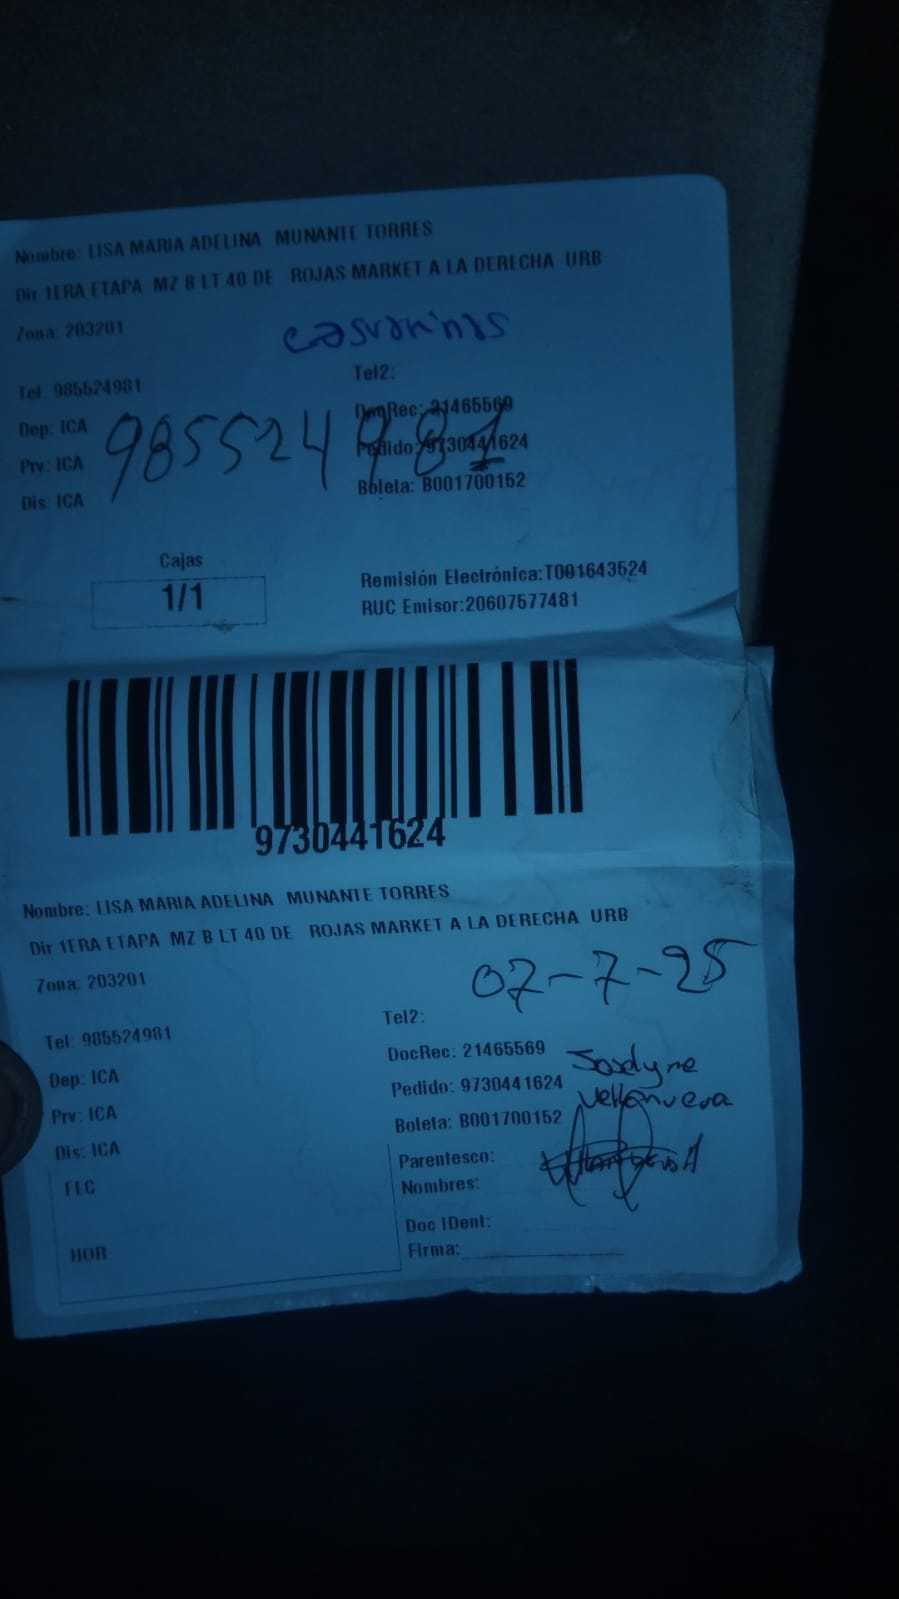 Nombre: LISA MARIA ADELINA MUNANTE TORRES
Dir 1ERA ETAPA MZ B LT 40 DE ROJAS MARKET A LA DERECHA URB
Zona: 203201
casuarinas
Tel: 985524981
Tel2:
Dep: ICA
DocRec: 21465569
985524981
Prv: ICA
Pedido: 9730441624
Dis: ICA
Boleta: B001700152
Cajas
1/1
Remisión Electrónica:T001643524
RUC Emisor:20607577481
9730441624
Nombre: LISA MARIA ADELINA MUNANTE TORRES
Dir 1ERA ETAPA MZ B LT 40 DE ROJAS MARKET A LA DERECHA URB
Zona: 203201
07-7-25
Tel: 985524981
Tel2:
Dep: ICA
DocRec: 21465569
Prv: ICA
Pedido: 9730441624
Dis: ICA
Boleta: B001700152
FEC
Parentesco:
Nombres:
HOR
Doc IDent:
Firma: